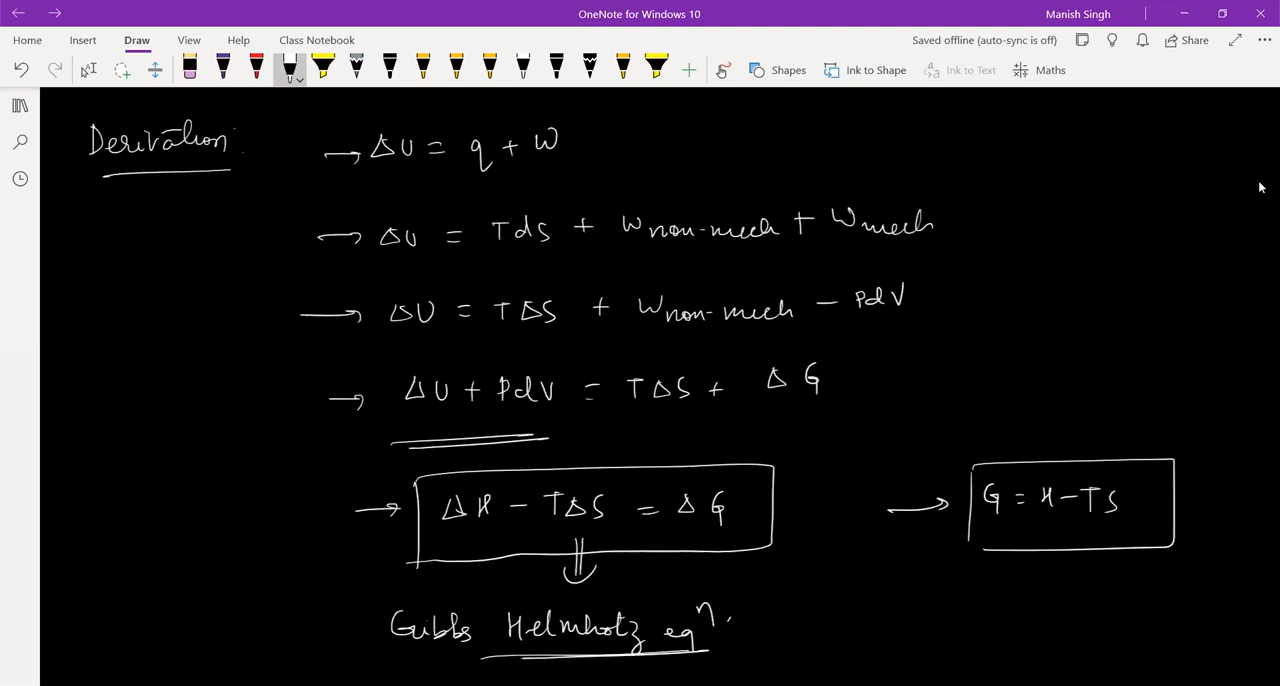 OneNote for Windows 10
Manish Singh
Home Insert Draw View Help Class Notebook
Saved offline (auto-sync is off) Share
Shapes Ink to Shape Ink to Text Maths
Derivation:
→ ΔU = q + W
→ ΔU = TdS + Wnon-mech + Wmech
→ ΔU = TΔS + Wnon-mech − PdV
→ ΔU + PdV = TΔS + ΔG
→ ΔH − TΔS = ΔG → G = H − TS
⇓
Gibbs Helmhotz eqⁿ.